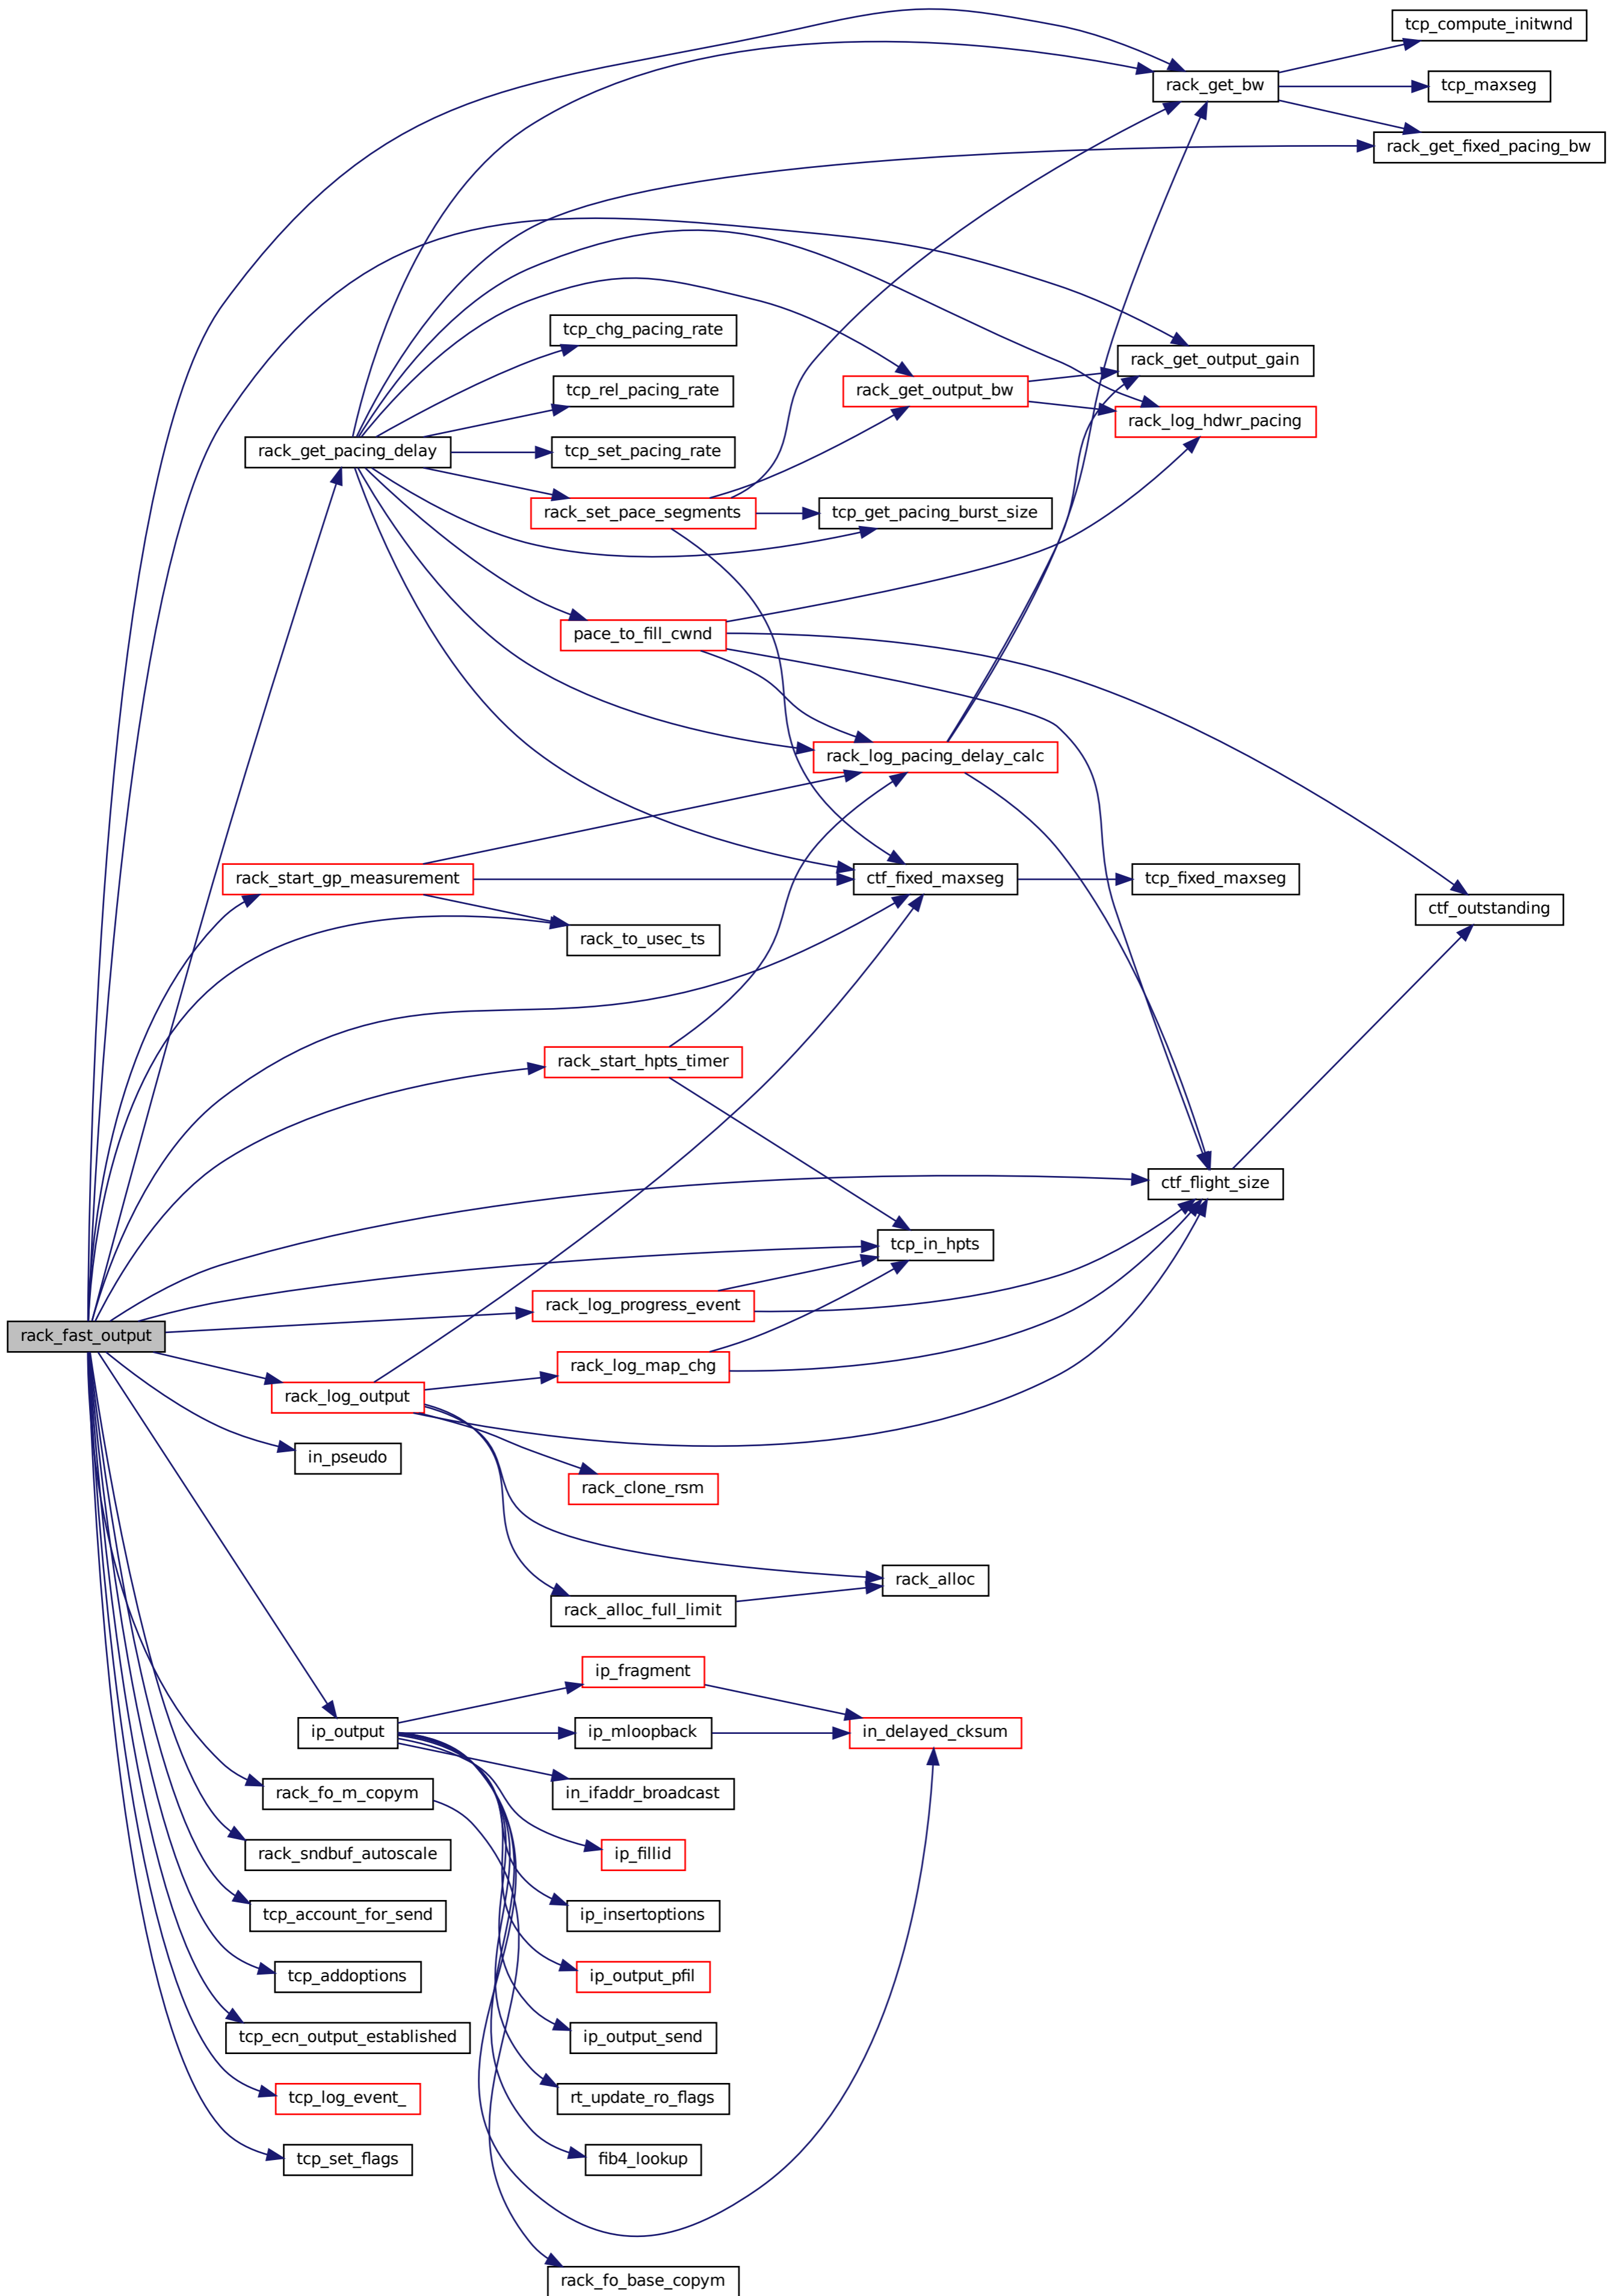 tcp_compute_initwnd
rack_get_bw
tcp_maxseg
rack_get_fixed_pacing_bw
tcp_chg_pacing_rate
rack_get_output_gain
tcp_rel_pacing_rate
rack_get_output_bw
rack_log_hdwr_pacing
rack_get_pacing_delay
tcp_set_pacing_rate
rack_set_pace_segments
tcp_get_pacing_burst_size
pace_to_fill_cwnd
rack_log_pacing_delay_calc
rack_start_gp_measurement
ctf_fixed_maxseg
tcp_fixed_maxseg
ctf_outstanding
rack_to_usec_ts
rack_start_hpts_timer
ctf_flight_size
tcp_in_hpts
rack_log_progress_event
rack_fast_output
rack_log_map_chg
rack_log_output
in_pseudo
rack_clone_rsm
rack_alloc
rack_alloc_full_limit
ip_fragment
ip_output
ip_mloopback
in_delayed_cksum
rack_fo_m_copym
in_ifaddr_broadcast
rack_sndbuf_autoscale
ip_fillid
tcp_account_for_send
ip_insertoptions
tcp_addoptions
ip_output_pfil
tcp_ecn_output_established
ip_output_send
tcp_log_event_
rt_update_ro_flags
tcp_set_flags
fib4_lookup
rack_fo_base_copym